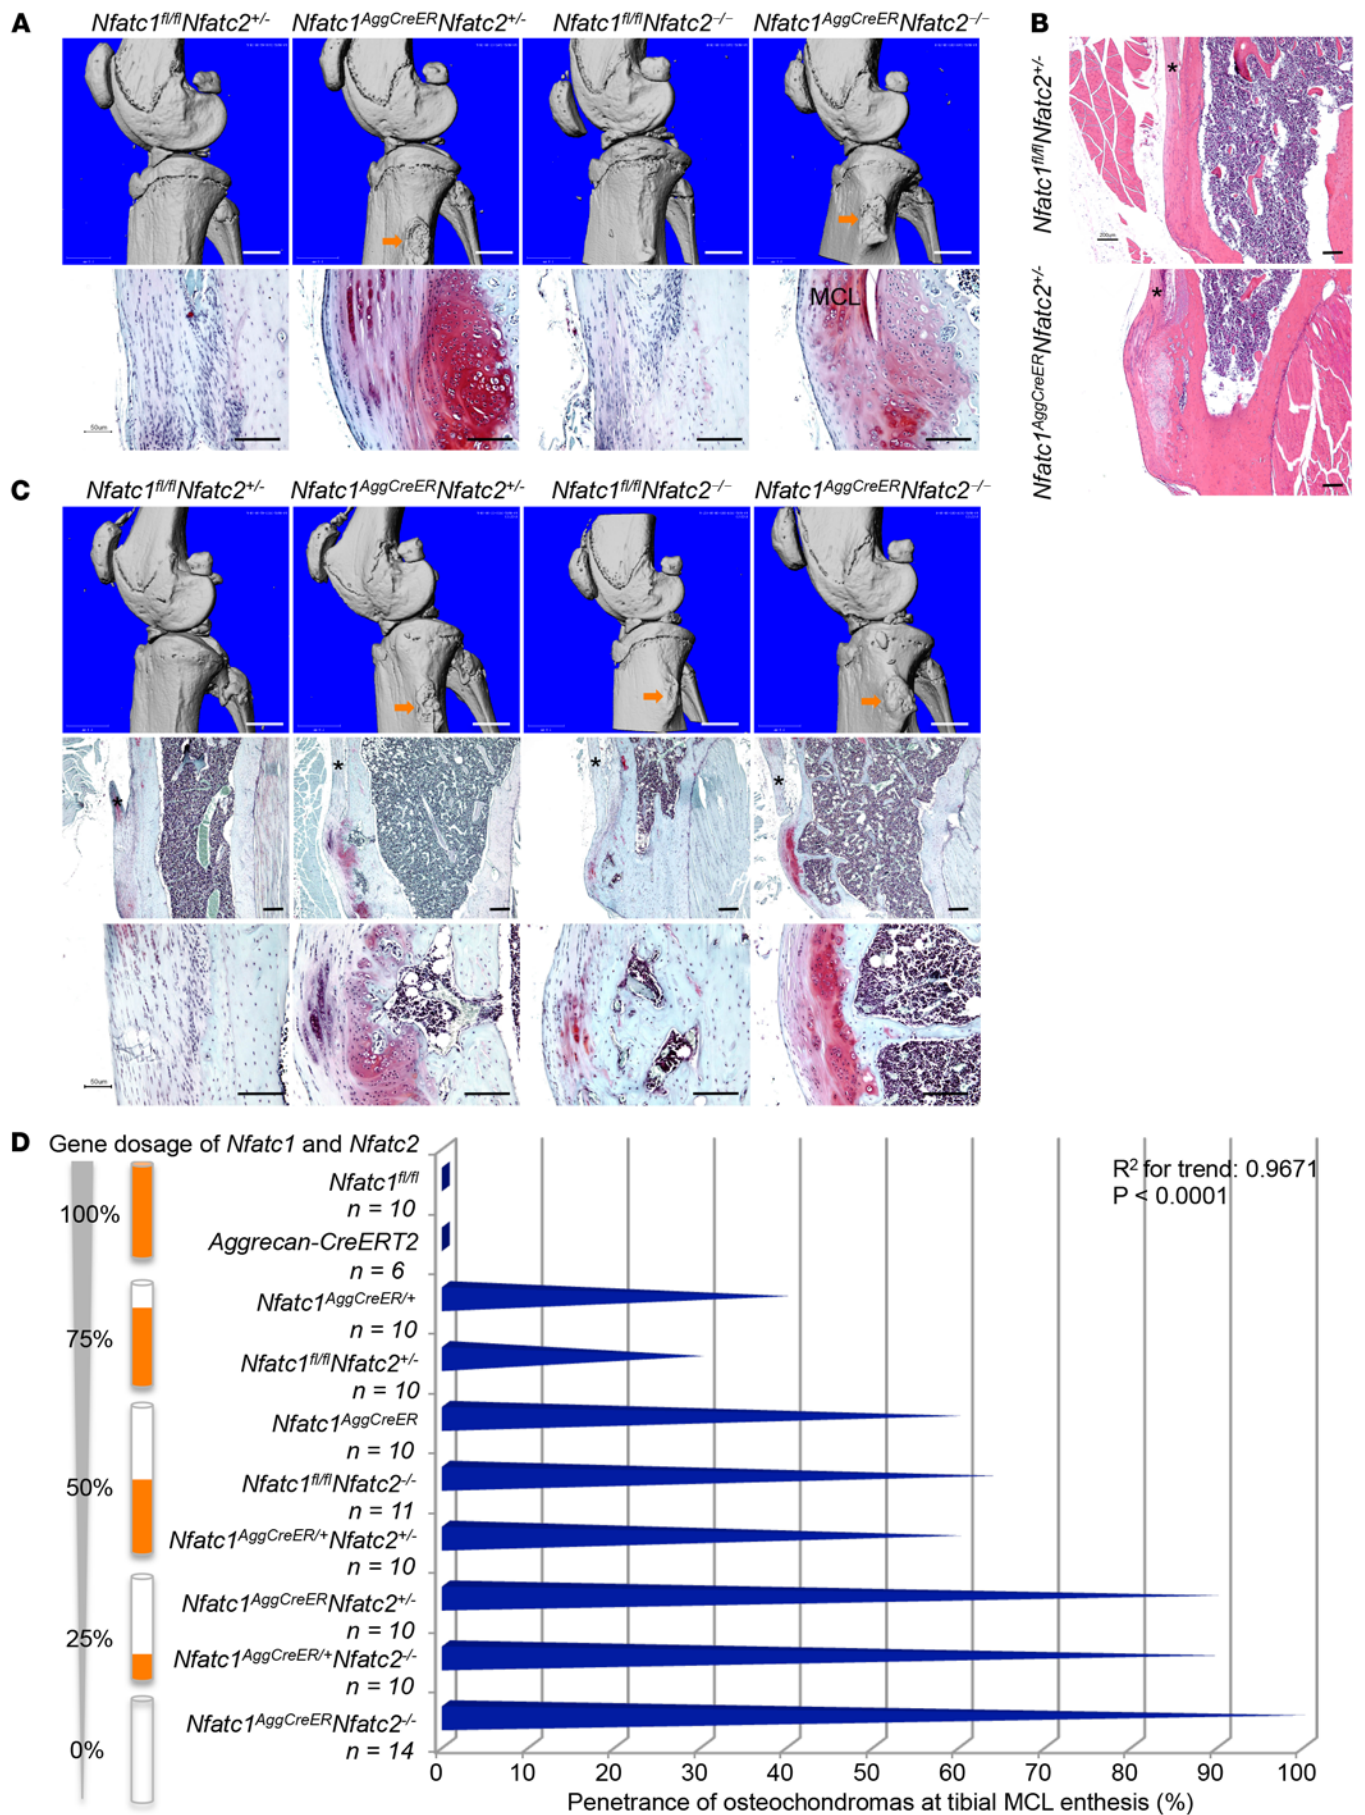 A
Nfatc1fl/flNfatc2+/-
Nfatc1AggCreERNfatc2+/-
Nfatc1fl/flNfatc2−/−
Nfatc1AggCreERNfatc2−/−
MCL
50um
B
Nfatc1fl/flNfatc2+/-
*
200um
Nfatc1AggCreERNfatc2+/-
*
C
Nfatc1fl/flNfatc2+/-
Nfatc1AggCreERNfatc2+/-
Nfatc1fl/flNfatc2−/−
Nfatc1AggCreERNfatc2−/−
* * * *
50um
D
Gene dosage of Nfatc1 and Nfatc2
R2 for trend: 0.9671
P < 0.0001
100%
75%
50%
25%
0%
Nfatc1fl/fl
n = 10
Aggrecan-CreERT2
n = 6
Nfatc1AggCreER/+
n = 10
Nfatc1fl/flNfatc2+/-
n = 10
Nfatc1AggCreER
n = 10
Nfatc1fl/flNfatc2-/-
n = 11
Nfatc1AggCreER/+Nfatc2+/-
n = 10
Nfatc1AggCreERNfatc2+/-
n = 10
Nfatc1AggCreER/+Nfatc2-/-
n = 10
Nfatc1AggCreERNfatc2-/-
n = 14
0 10 20 30 40 50 60 70 80 90 100
Penetrance of osteochondromas at tibial MCL enthesis (%)